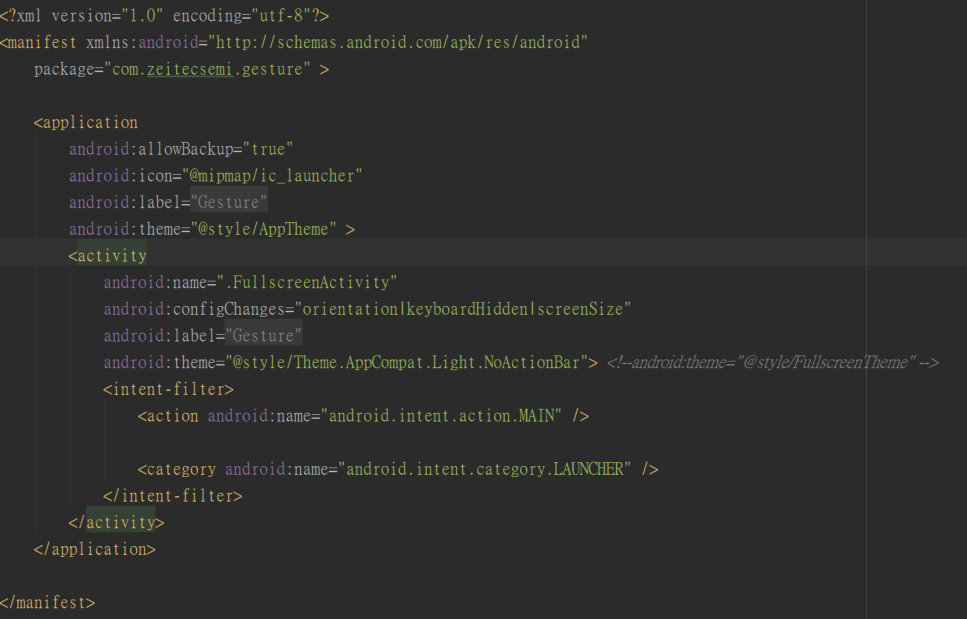 <?xml version="1.0" encoding="utf-8"?>
<manifest xmlns:android="http://schemas.android.com/apk/res/android"
    package="com.zeitecsemi.gesture" >

    <application
        android:allowBackup="true"
        android:icon="@mipmap/ic_launcher"
        android:label="Gesture"
        android:theme="@style/AppTheme" >
        <activity
            android:name=".FullscreenActivity"
            android:configChanges="orientation|keyboardHidden|screenSize"
            android:label="Gesture"
            android:theme="@style/Theme.AppCompat.Light.NoActionBar"> <!--android:theme="@style/FullscreenTheme" -->
            <intent-filter>
                <action android:name="android.intent.action.MAIN" />

                <category android:name="android.intent.category.LAUNCHER" />
            </intent-filter>
        </activity>
    </application>

</manifest>